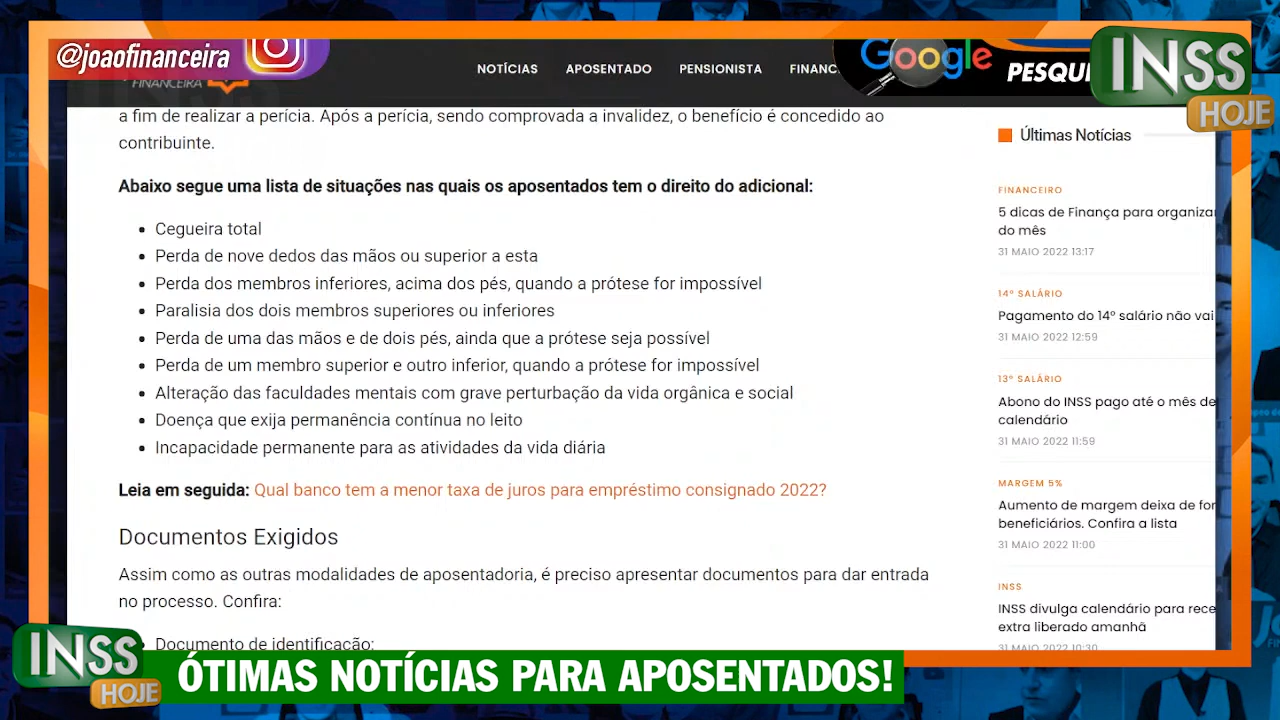 @joaofinanceira
FINANCEIRA
NOTÍCIAS
APOSENTADO
PENSIONISTA
FINANC
Google
PESQUI
INSS
HOJE
a fim de realizar a perícia. Após a perícia, sendo comprovada a invalidez, o benefício é concedido ao
contribuinte.
Abaixo segue uma lista de situações nas quais os aposentados tem o direito do adicional:
Cegueira total
Perda de nove dedos das mãos ou superior a esta
Perda dos membros inferiores, acima dos pés, quando a prótese for impossível
Paralisia dos dois membros superiores ou inferiores
Perda de uma das mãos e de dois pés, ainda que a prótese seja possível
Perda de um membro superior e outro inferior, quando a prótese for impossível
Alteração das faculdades mentais com grave perturbação da vida orgânica e social
Doença que exija permanência contínua no leito
Incapacidade permanente para as atividades da vida diária
Leia em seguida: Qual banco tem a menor taxa de juros para empréstimo consignado 2022?
Documentos Exigidos
Assim como as outras modalidades de aposentadoria, é preciso apresentar documentos para dar entrada
no processo. Confira:
Documento de identificação;
Últimas Notícias
FINANCEIRO
5 dicas de Finança para organizar
do mês
31 MAIO 2022 13:17
14º SALÁRIO
Pagamento do 14º salário não vai
31 MAIO 2022 12:59
13º SALÁRIO
Abono do INSS pago até o mês de
calendário
31 MAIO 2022 11:59
MARGEM 5%
Aumento de margem deixa de for
beneficiários. Confira a lista
31 MAIO 2022 11:00
INSS
INSS divulga calendário para rece
extra liberado amanhã
31 MAIO 2022 10:30
INSS
HOJE
ÓTIMAS NOTÍCIAS PARA APOSENTADOS!